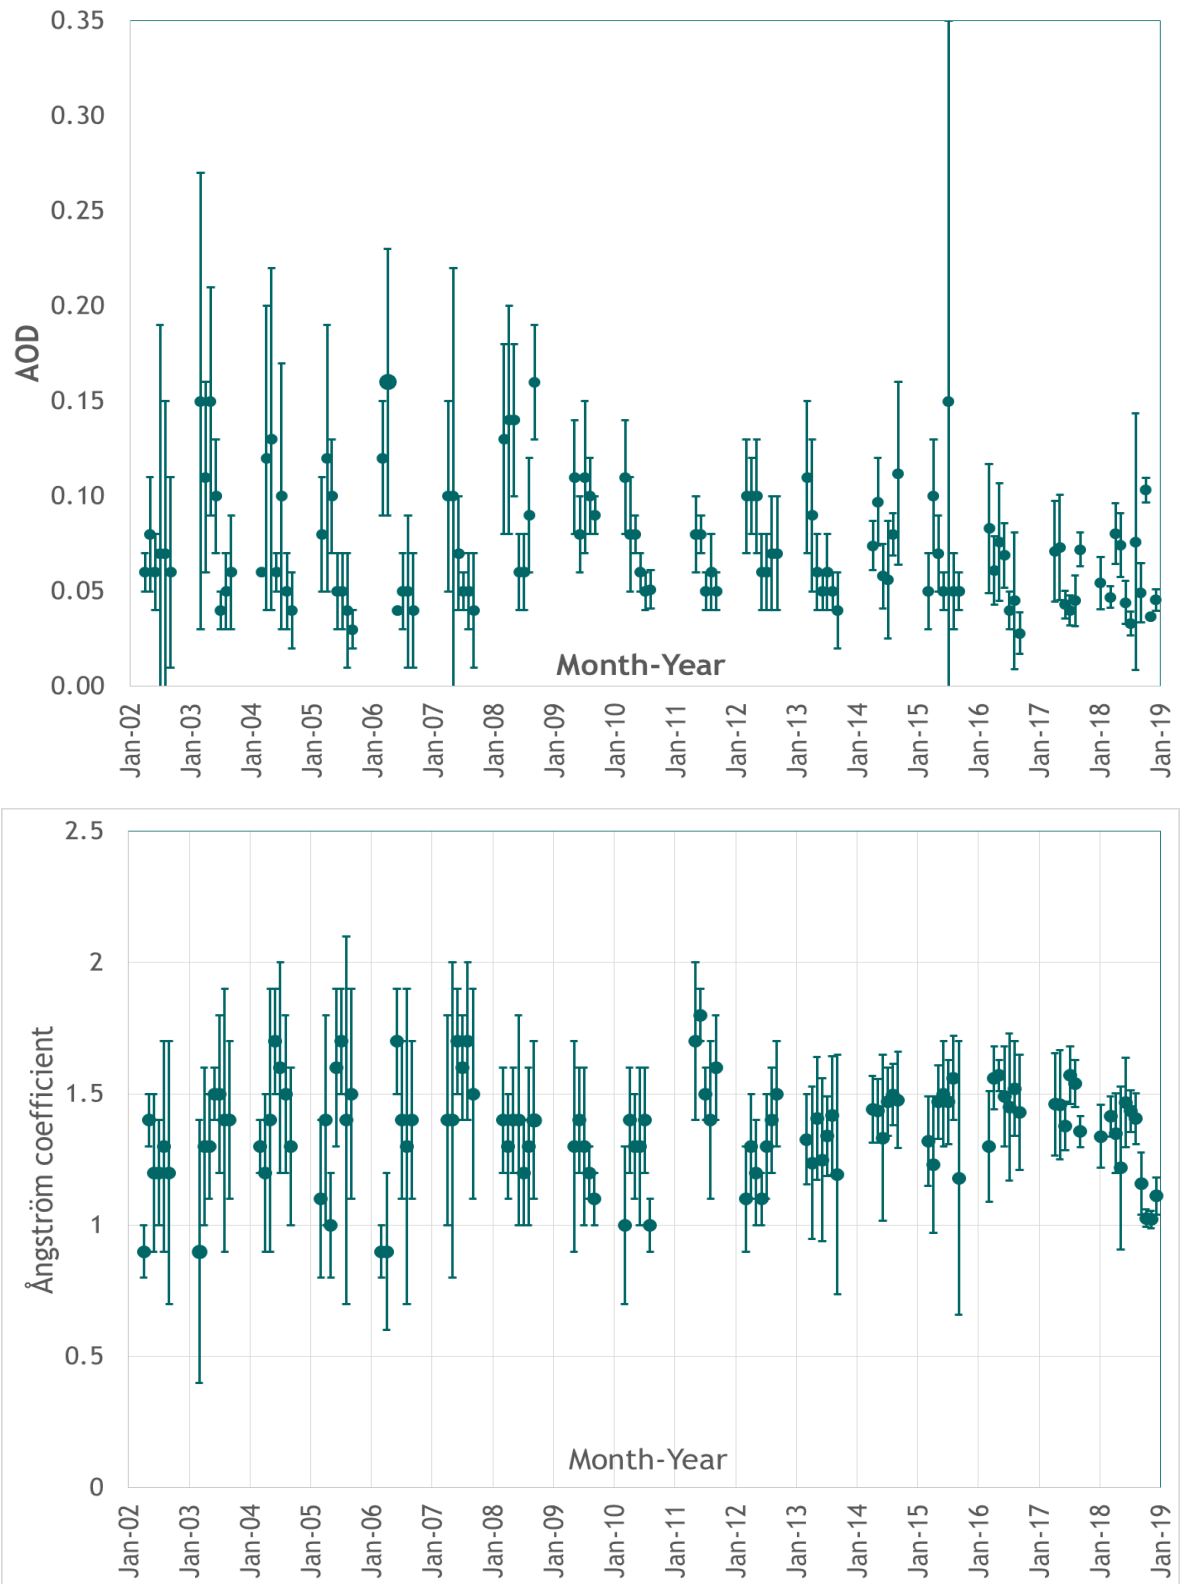 0.35
0.30
0.25
0.20
0.15
0.10
0.05
0.00
AOD
Month-Year
Jan-02
Jan-03
Jan-04
Jan-05
Jan-06
Jan-07
Jan-08
Jan-09
Jan-10
Jan-11
Jan-12
Jan-13
Jan-14
Jan-15
Jan-16
Jan-17
Jan-18
Jan-19
2.5
2
1.5
1
0.5
0
Ångström coefficient
Month-Year
Jan-02
Jan-03
Jan-04
Jan-05
Jan-06
Jan-07
Jan-08
Jan-09
Jan-10
Jan-11
Jan-12
Jan-13
Jan-14
Jan-15
Jan-16
Jan-17
Jan-18
Jan-19